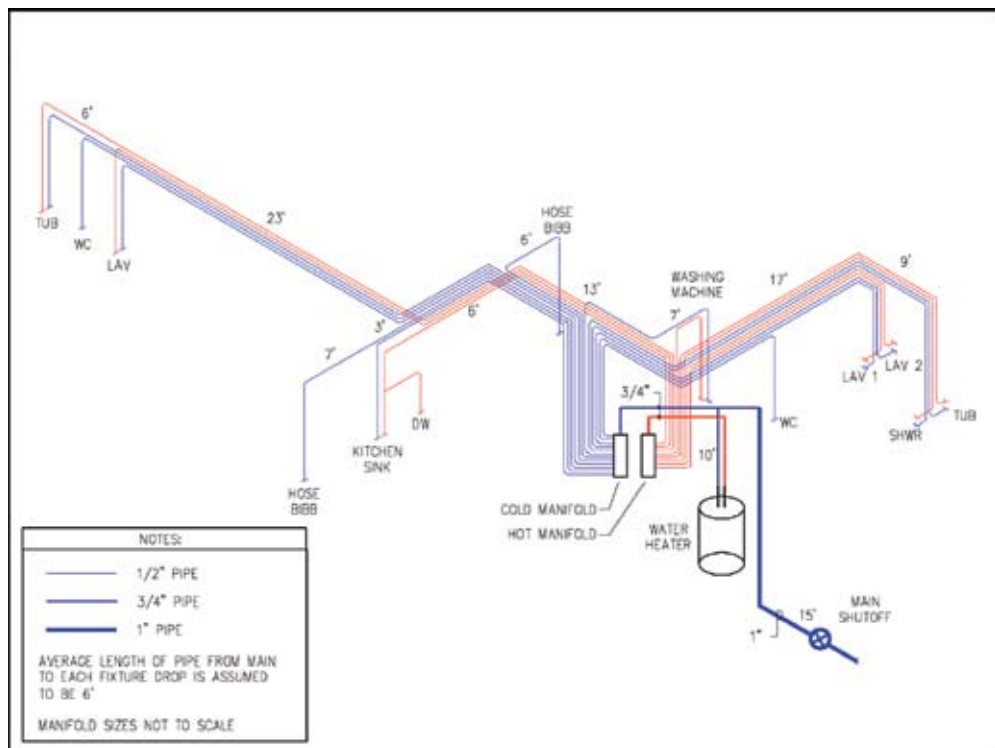 6'
TUB
WC
LAV
23'
HOSE
BIBB
6'
13'
WASHING
MACHINE
7'
17'
9'
3'
6'
7'
DW
KITCHEN
SINK
HOSE
BIBB
3/4"
10'
WC
LAV 1
LAV 2
SHWR
TUB
COLD MANIFOLD
HOT MANIFOLD
WATER
HEATER
MAIN
SHUTOFF
15'
1"
NOTES:
1/2" PIPE
3/4" PIPE
1" PIPE
AVERAGE LENGTH OF PIPE FROM MAIN
TO EACH FIXTURE DROP IS ASSUMED
TO BE 6'
MANIFOLD SIZES NOT TO SCALE